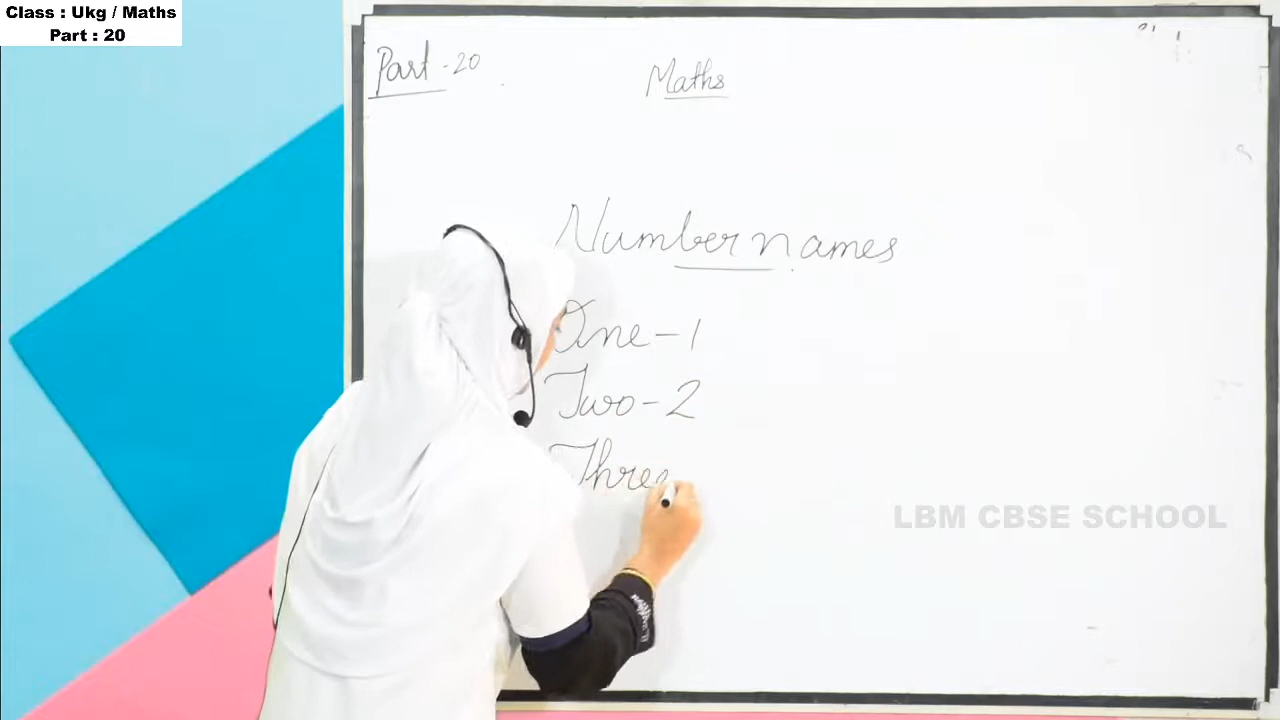 Class : Ukg / Maths
Part : 20
Part - 20
Maths
Number names
One - 1
Two - 2
Three
LBM CBSE SCHOOL